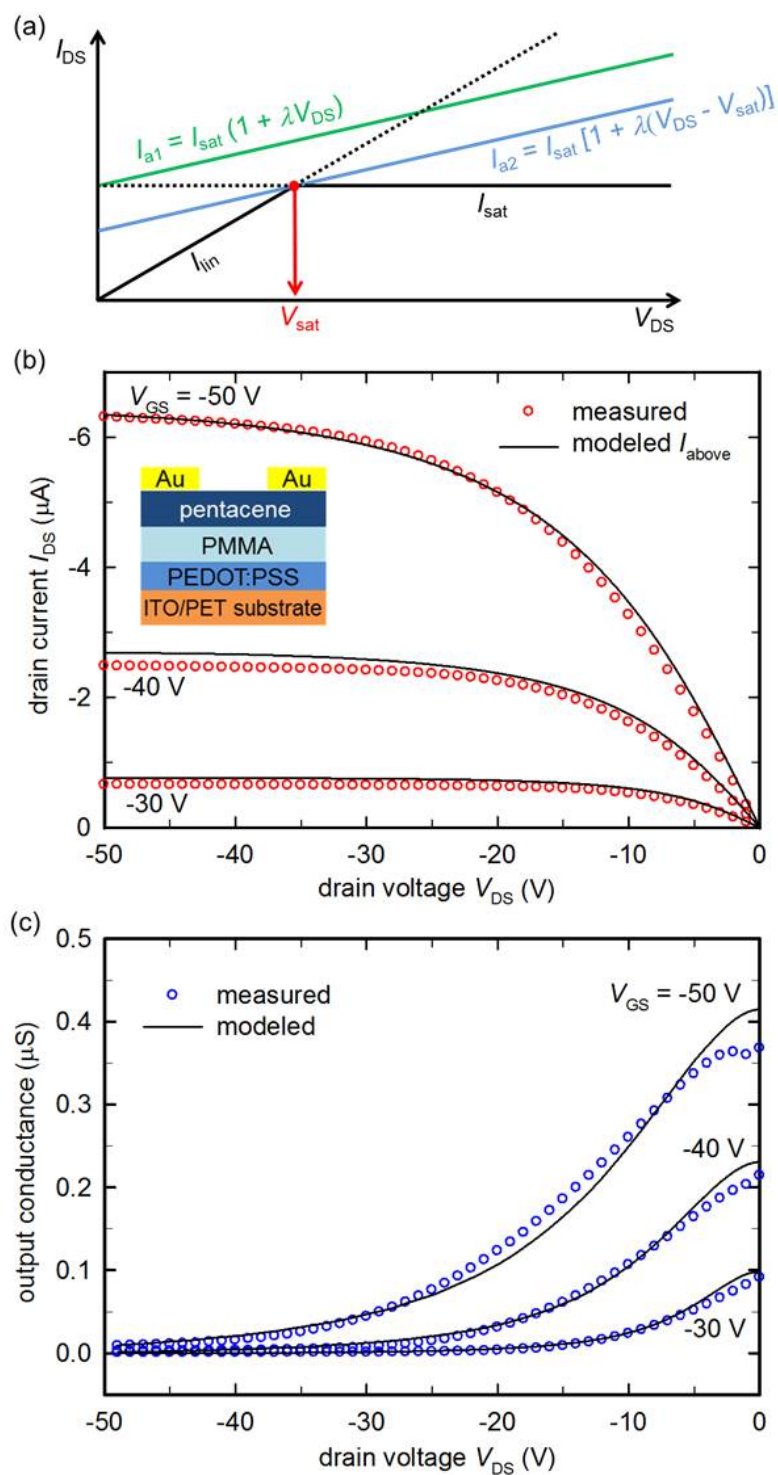 (a)
I_DS
I_a1 = I_sat (1 + λV_DS)
I_a2 = I_sat [1 + λ(V_DS - V_sat)]
I_sat
I_lin
V_sat
V_DS
(b)
V_GS = -50 V
measured
modeled I_above
Au
Au
pentacene
PMMA
PEDOT:PSS
ITO/PET substrate
-40 V
-30 V
drain current I_DS (μA)
-6
-4
-2
0
-50
-40
-30
-20
-10
0
drain voltage V_DS (V)
(c)
measured
modeled
V_GS = -50 V
-40 V
-30 V
output conductance (μS)
0.5
0.4
0.3
0.2
0.1
0.0
-50
-40
-30
-20
-10
0
drain voltage V_DS (V)